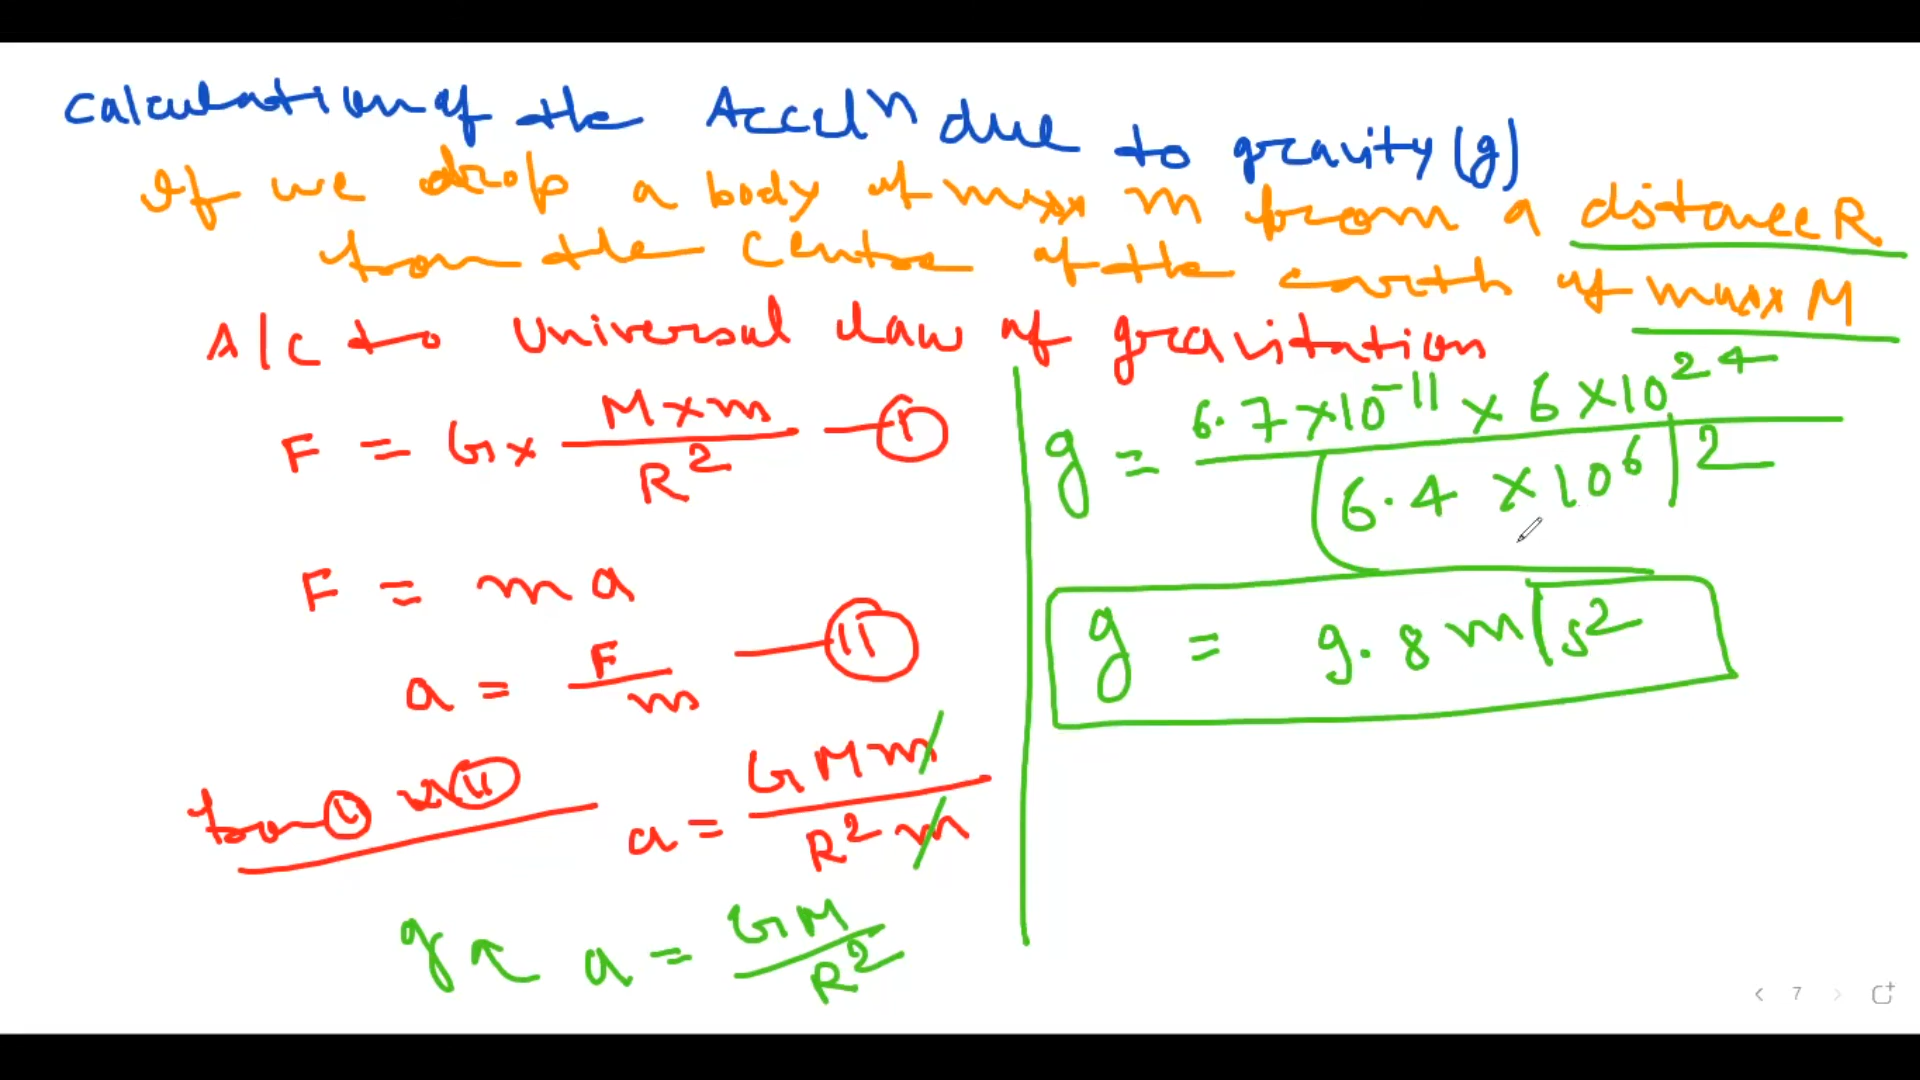 Calculation of the Accelⁿ due to gravity (g)
If we drop a body of mass m from a distance R
from the Centre of the earth of mass M
A/C to Universal law of gravitation
F = G × M × m / R² — (I)
F = ma
a = F / m — (II)
from (I) & (II) a = GMm / R²m
g ↖ a = GM / R²
g = 6.7 × 10⁻¹¹ × 6 × 10²⁴ / (6.4 × 10⁶)²
g = 9.8 m/s²
7